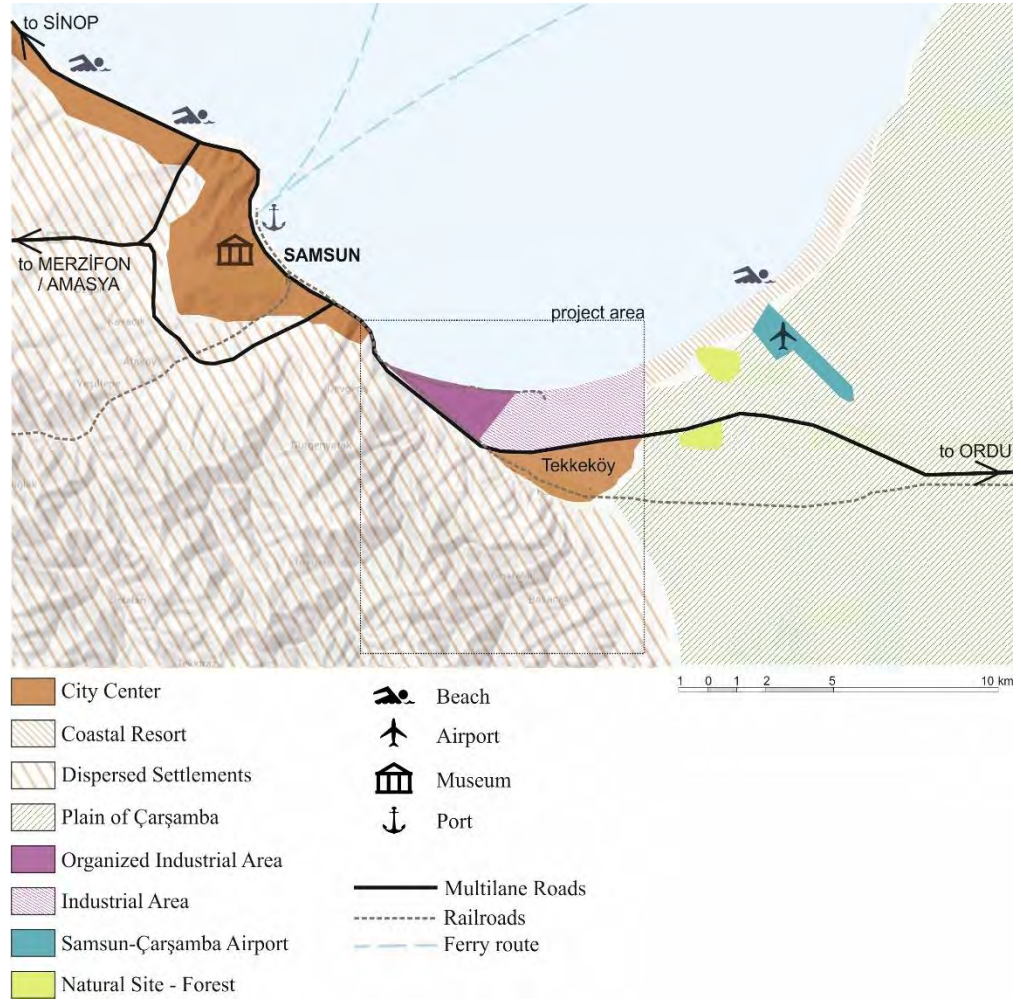 to SİNOP
SAMSUN
to MERZİFON
/ AMASYA
project area
Tekkeköy
to ORDU
1 0 1 2 5 10 km
City Center
Coastal Resort
Dispersed Settlements
Plain of Çarşamba
Organized Industrial Area
Industrial Area
Samsun-Çarşamba Airport
Natural Site - Forest
Beach
Airport
Museum
Port
Multilane Roads
Railroads
Ferry route